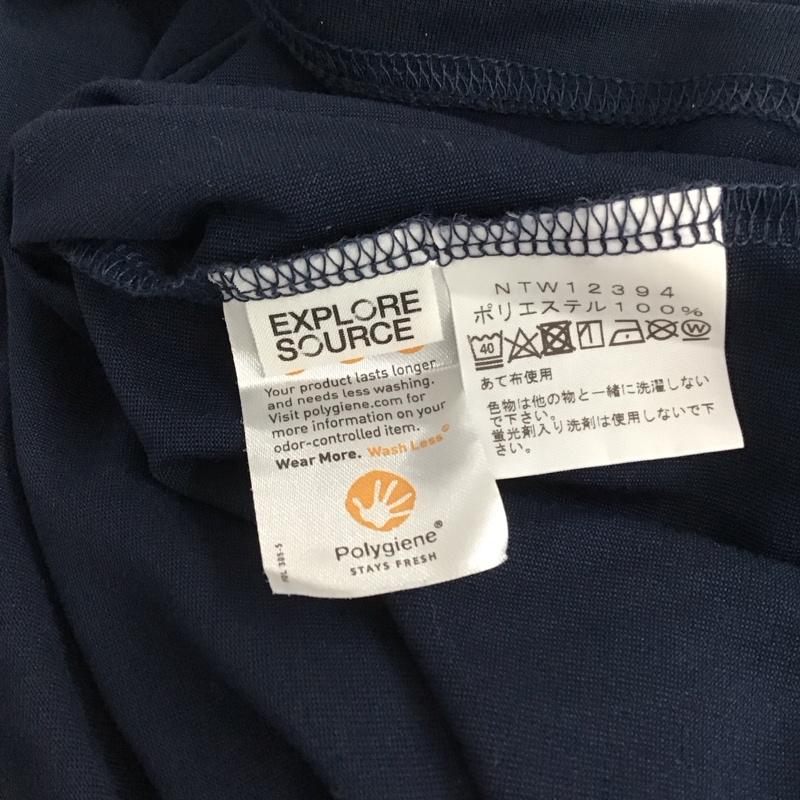 EXPLORE
SOURCE
Your product lasts longer
and needs less washing.
Visit polygiene.com for
more information on your
odor-controlled item.
Wear More. Wash Less®
Polygiene®
STAYS FRESH
NTW12394
ポリエステル100%
40
W
あて布使用
色物は他の物と一緒に洗濯しない
で下さい。
蛍光剤入り洗剤は使用しないで下
さい。